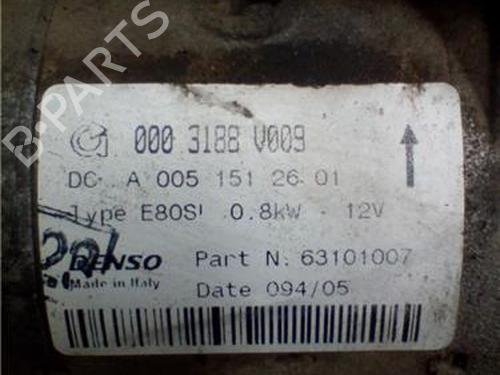 000 3188 V009
DC A 005 151 26 01
Type E80S 0.8kW - 12V
DENSO Part N. 63101007
Made in Italy Date 094/05
B-PARTS